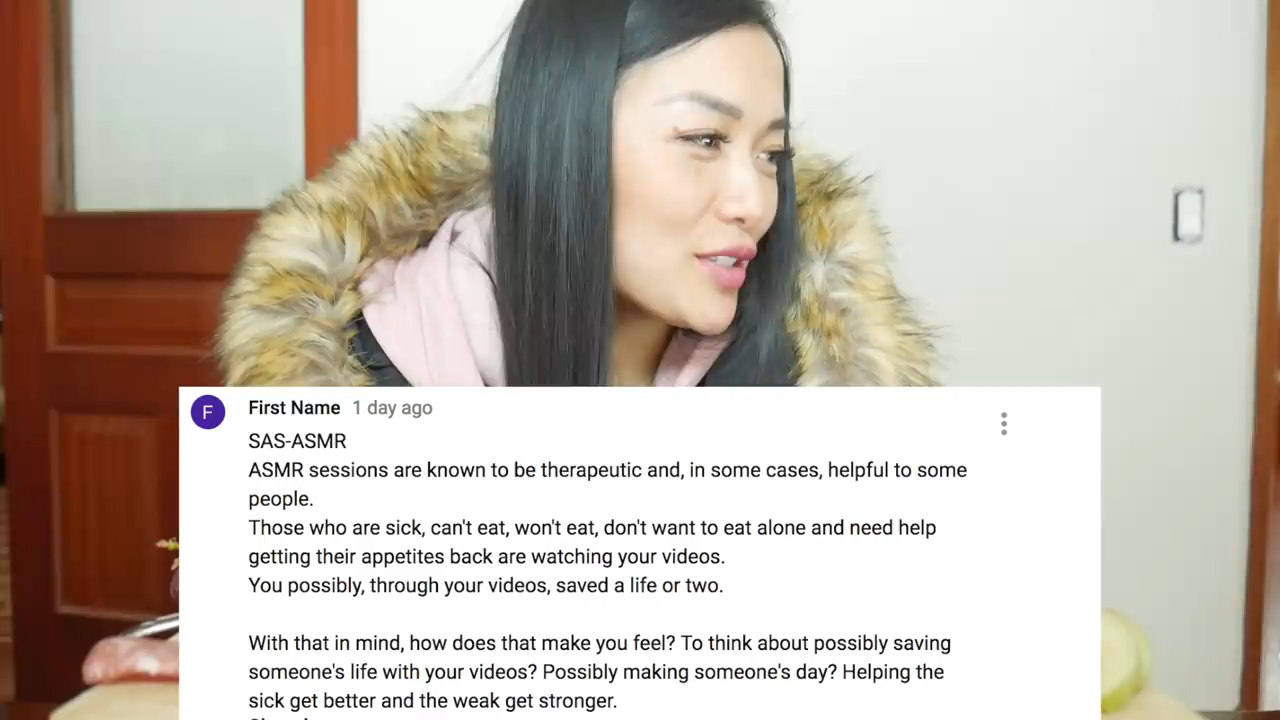 F
First Name 1 day ago
SAS-ASMR
ASMR sessions are known to be therapeutic and, in some cases, helpful to some
people.
Those who are sick, can't eat, won't eat, don't want to eat alone and need help
getting their appetites back are watching your videos.
You possibly, through your videos, saved a life or two.
With that in mind, how does that make you feel? To think about possibly saving
someone's life with your videos? Possibly making someone's day? Helping the
sick get better and the weak get stronger.